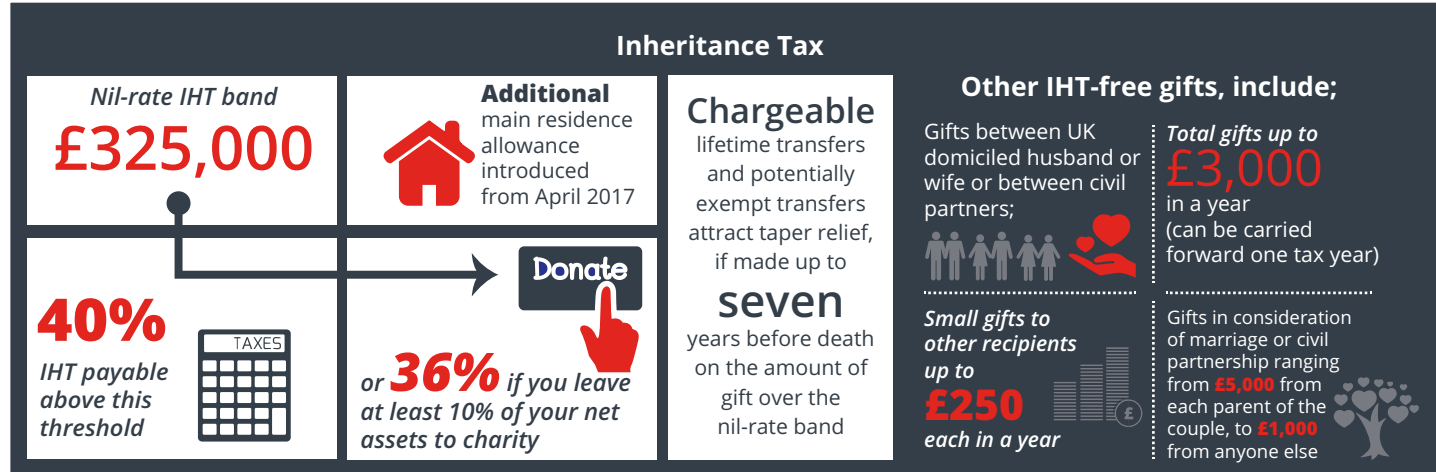 Inheritance Tax
Nil-rate IHT band
£325,000
Additional
main residence
allowance
introduced
from April 2017
40%
IHT payable
above this
threshold
TAXES
Donate
or 36% if you leave
at least 10% of your net
assets to charity
Chargeable
lifetime transfers
and potentially
exempt transfers
attract taper relief,
if made up to
seven
years before death
on the amount of
gift over the
nil-rate band
Other IHT-free gifts, include;
Gifts between UK
domiciled husband or
wife or between civil
partners;
Total gifts up to
£3,000
in a year
(can be carried
forward one tax year)
Small gifts to
other recipients
up to
£250
each in a year
£
Gifts in consideration
of marriage or civil
partnership ranging
from £5,000 from
each parent of the
couple, to £1,000
from anyone else